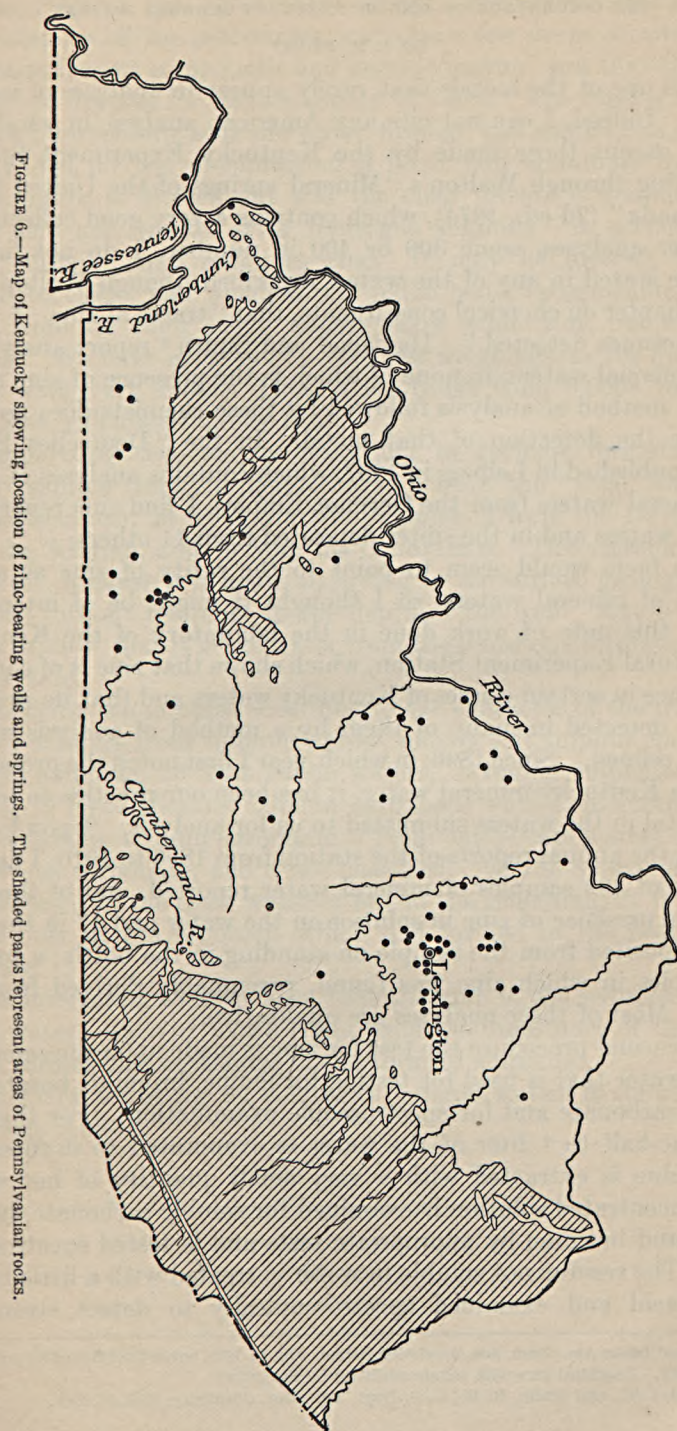 Tennessee R.
Cumberland R.
Ohio
River
Cumberland R.
Lexington
FIGURE 6.—Map of Kentucky showing location of zinc-bearing wells and springs. The shaded parts represent areas of Pennsylvanian rocks.